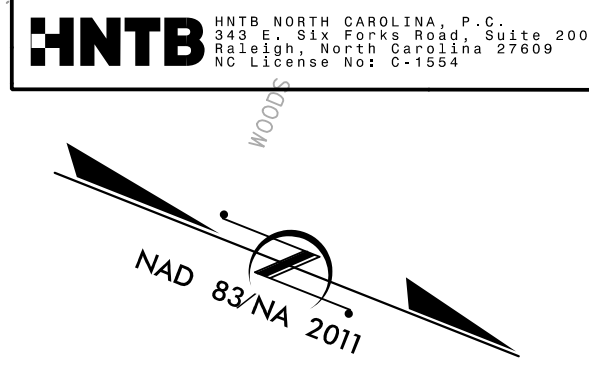 HNTB
HNTB NORTH CAROLINA, P.C.
343 E. Six Forks Road, Suite 200
Raleigh, North Carolina 27609
NC License No: C-1554
WOODS
NAD 83/NA 2011